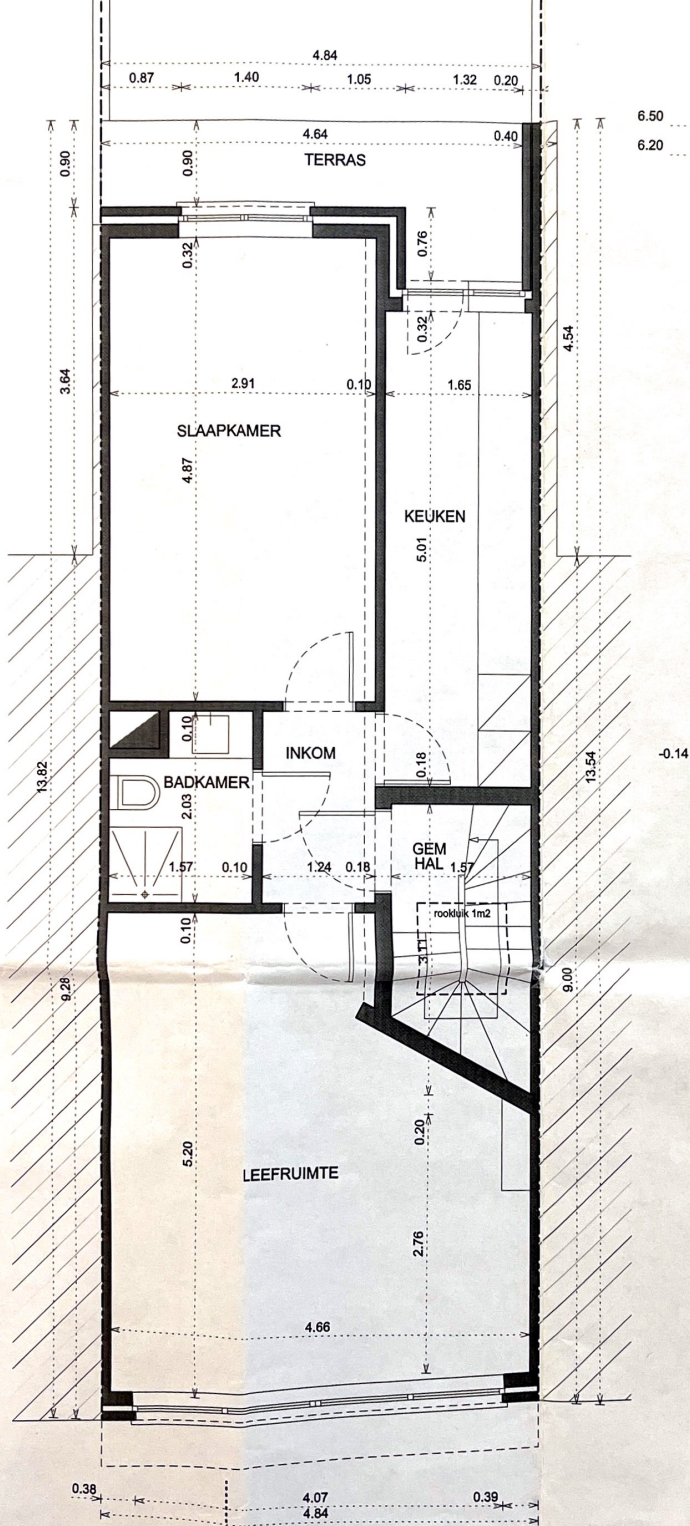 4.84
0.87 1.40 1.05 1.32 0.20
6.50
4.64 0.40
6.20
TERRAS
0.90
0.90
0.76
0.32
0.32
4.54
3.64
2.91 0.10 1.65
SLAAPKAMER
4.87
KEUKEN
5.01
0.10
INKOM
0.18
-0.14
13.82
13.54
BADKAMER
2.03
GEM
HAL
1.57 0.10 1.24 0.18 1.57
rookluik 1m2
0.10
3.11
9.28
9.00
0.20
5.20
LEEFRUIMTE
2.76
4.66
0.38 4.07 0.39
4.84